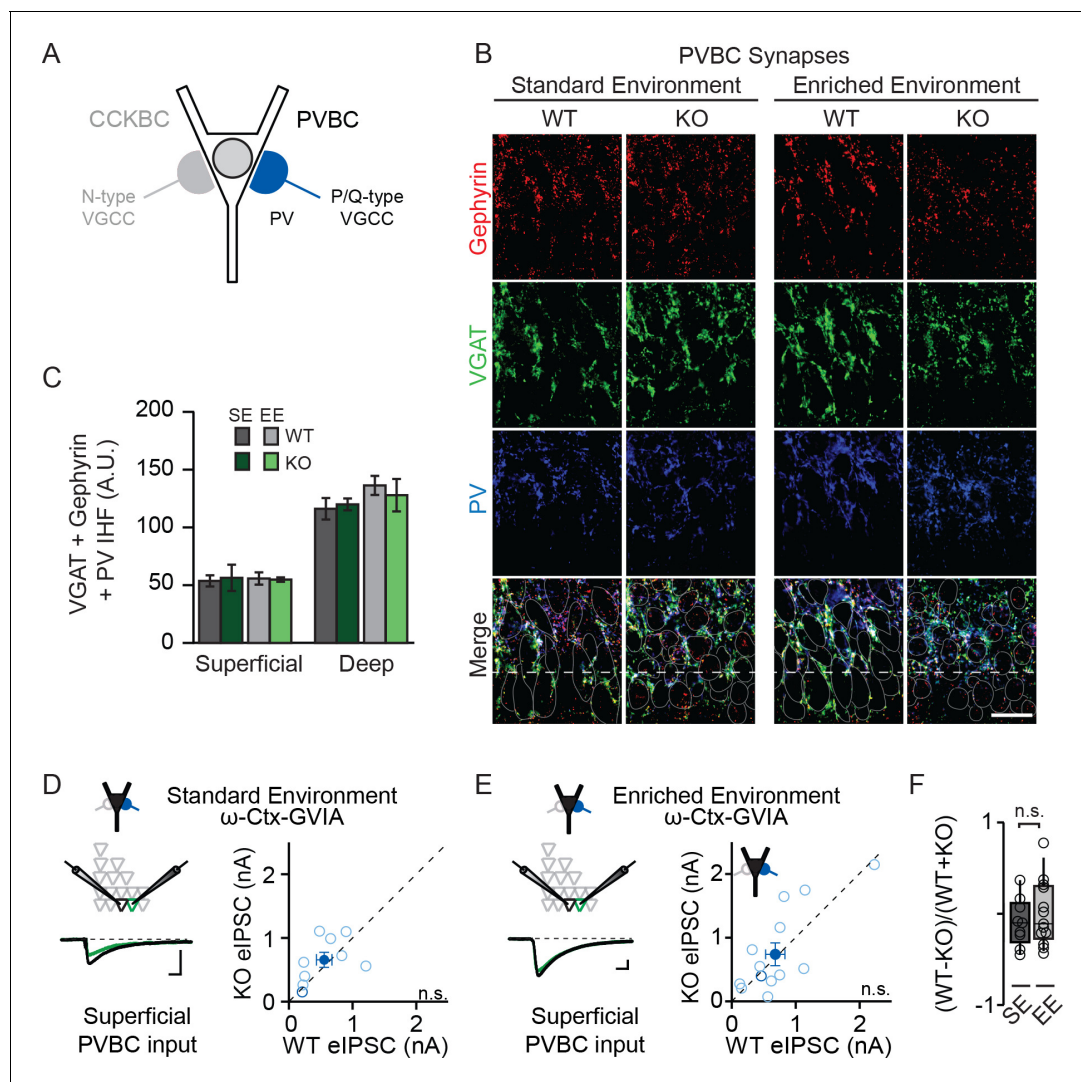 A
CCKBC
PVBC
N-type
VGCC
PV
P/Q-type
VGCC
B
PVBC Synapses
Standard Environment
Enriched Environment
WT
KO
WT
KO
Gephyrin
VGAT
PV
Merge
C
VGAT + Gephyrin
+ PV IHF (A.U.)
200
150
100
50
0
SE EE
WT
KO
Superficial
Deep
D
Standard Environment
ω-Ctx-GVIA
KO eIPSC (nA)
2
1
0
0
1
2
n.s.
WT eIPSC (nA)
Superficial
PVBC input
E
Enriched Environment
ω-Ctx-GVIA
KO eIPSC (nA)
2
1
0
0
1
2
n.s.
WT eIPSC (nA)
Superficial
PVBC input
F
n.s.
(WT-KO)/(WT+KO)
1
-1
SE
EE